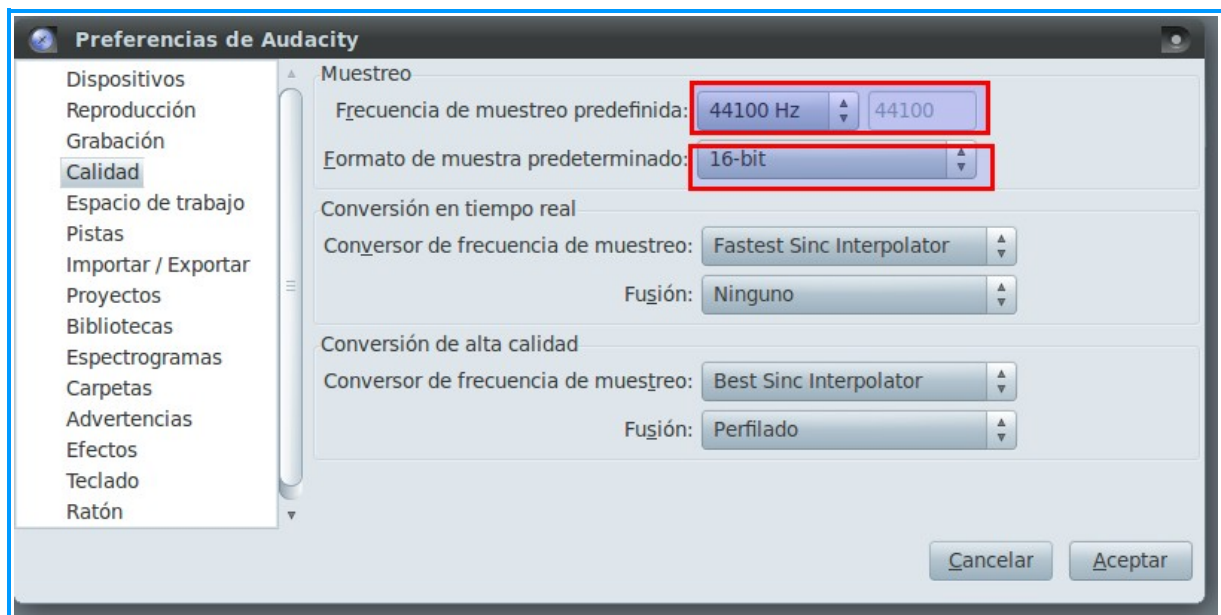 Preferencias de Audacity
Dispositivos
Reproducción
Grabación
Calidad
Espacio de trabajo
Pistas
Importar / Exportar
Proyectos
Bibliotecas
Espectrogramas
Carpetas
Advertencias
Efectos
Teclado
Ratón
Muestreo
Frecuencia de muestreo predefinida: 44100 Hz 44100
Formato de muestra predeterminado: 16-bit
Conversión en tiempo real
Conversor de frecuencia de muestreo: Fastest Sinc Interpolator
Fusión: Ninguno
Conversión de alta calidad
Conversor de frecuencia de muestreo: Best Sinc Interpolator
Fusión: Perfilado
Cancelar Aceptar